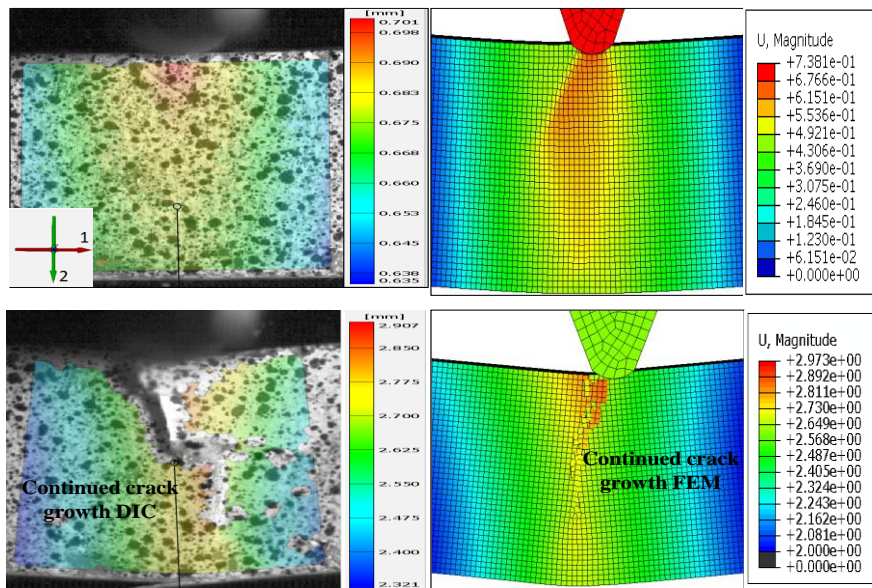 [mm]
0.701
0.698
0.690
0.683
0.675
0.668
0.660
0.653
0.645
0.638
0.635
1
2
U, Magnitude
+7.381e-01
+6.766e-01
+6.151e-01
+5.536e-01
+4.921e-01
+4.306e-01
+3.690e-01
+3.075e-01
+2.460e-01
+1.845e-01
+1.230e-01
+6.151e-02
+0.000e+00
[mm]
2.907
2.850
2.775
2.700
2.625
2.550
2.475
2.400
2.321
Continued crack
growth DIC
Continued crack
growth FEM
U, Magnitude
+2.973e+00
+2.892e+00
+2.811e+00
+2.730e+00
+2.649e+00
+2.568e+00
+2.487e+00
+2.405e+00
+2.324e+00
+2.243e+00
+2.162e+00
+2.081e+00
+2.000e+00
+0.000e+00